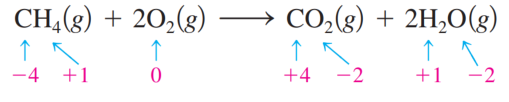 CH₄(g) + 2O₂(g) ⟶ CO₂(g) + 2H₂O(g)
−4 +1 0 +4 −2 +1 −2